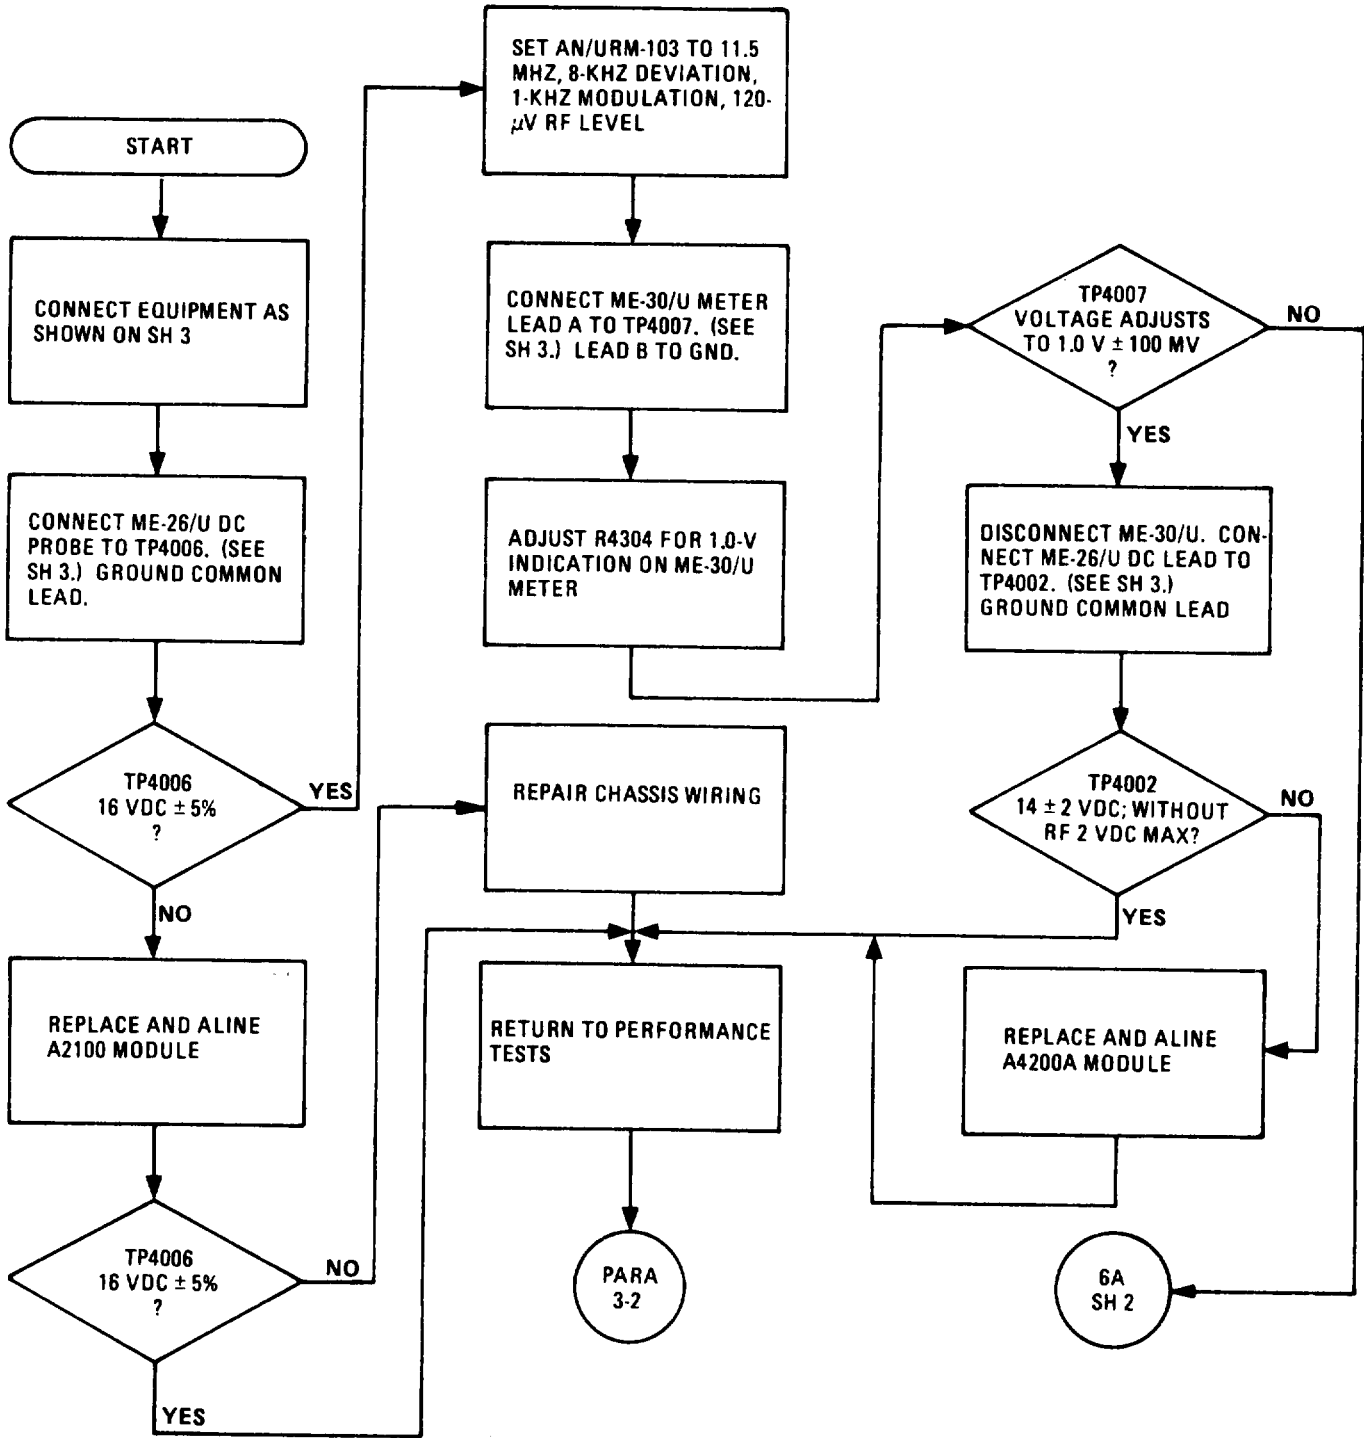 START
CONNECT EQUIPMENT AS
SHOWN ON SH 3
CONNECT ME-26/U DC
PROBE TO TP4006. (SEE
SH 3.) GROUND COMMON
LEAD.
TP4006
16 VDC ± 5%
?
YES
NO
REPLACE AND ALINE
A2100 MODULE
TP4006
16 VDC ± 5%
?
NO
YES
SET AN/URM-103 TO 11.5
MHZ, 8-KHZ DEVIATION,
1-KHZ MODULATION, 120-
μV RF LEVEL
CONNECT ME-30/U METER
LEAD A TO TP4007. (SEE
SH 3.) LEAD B TO GND.
ADJUST R4304 FOR 1.0-V
INDICATION ON ME-30/U
METER
REPAIR CHASSIS WIRING
RETURN TO PERFORMANCE
TESTS
PARA
3-2
TP4007
VOLTAGE ADJUSTS
TO 1.0 V ± 100 MV
?
NO
YES
DISCONNECT ME-30/U. CON-
NECT ME-26/U DC LEAD TO
TP4002. (SEE SH 3.)
GROUND COMMON LEAD
TP4002
14 ± 2 VDC; WITHOUT
RF 2 VDC MAX?
NO
YES
REPLACE AND ALINE
A4200A MODULE
6A
SH 2